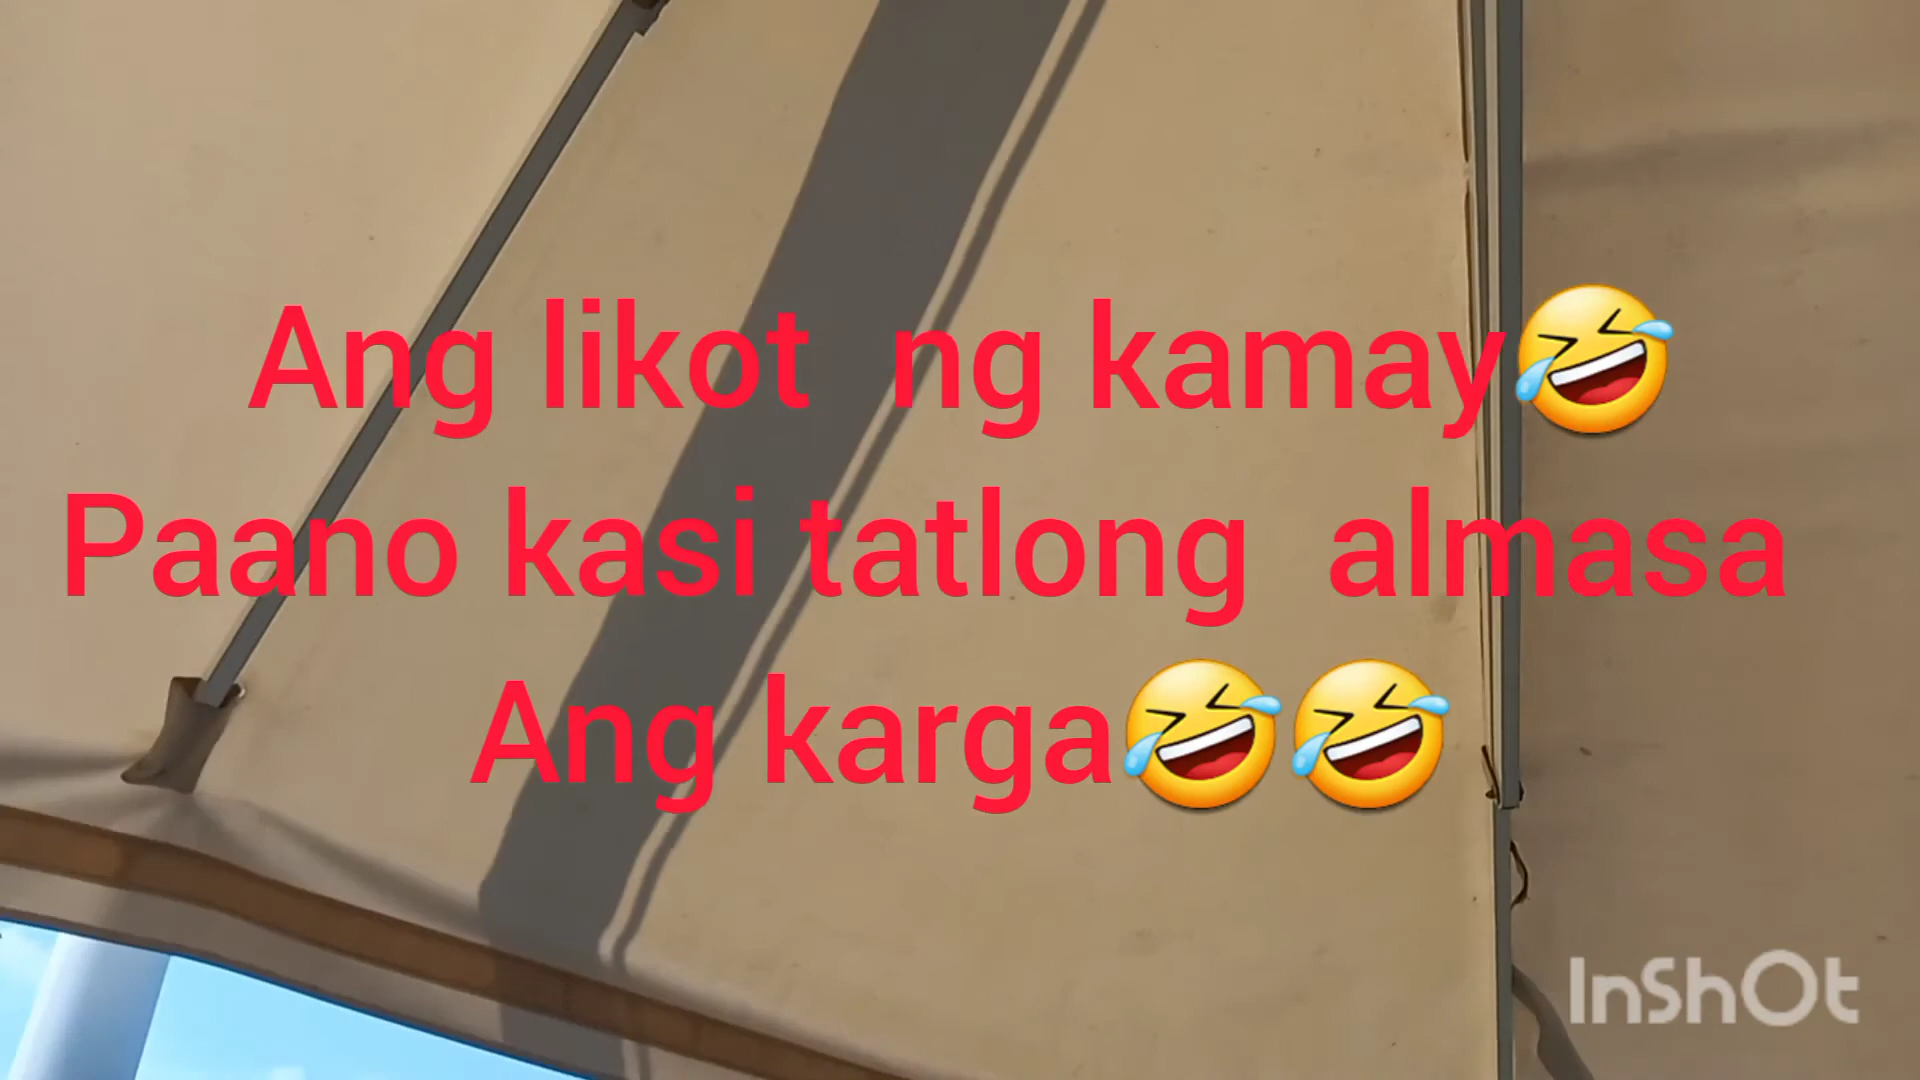 Ang likot ng kamay🤣
Paano kasi tatlong almasa
Ang karga🤣🤣
InShOt